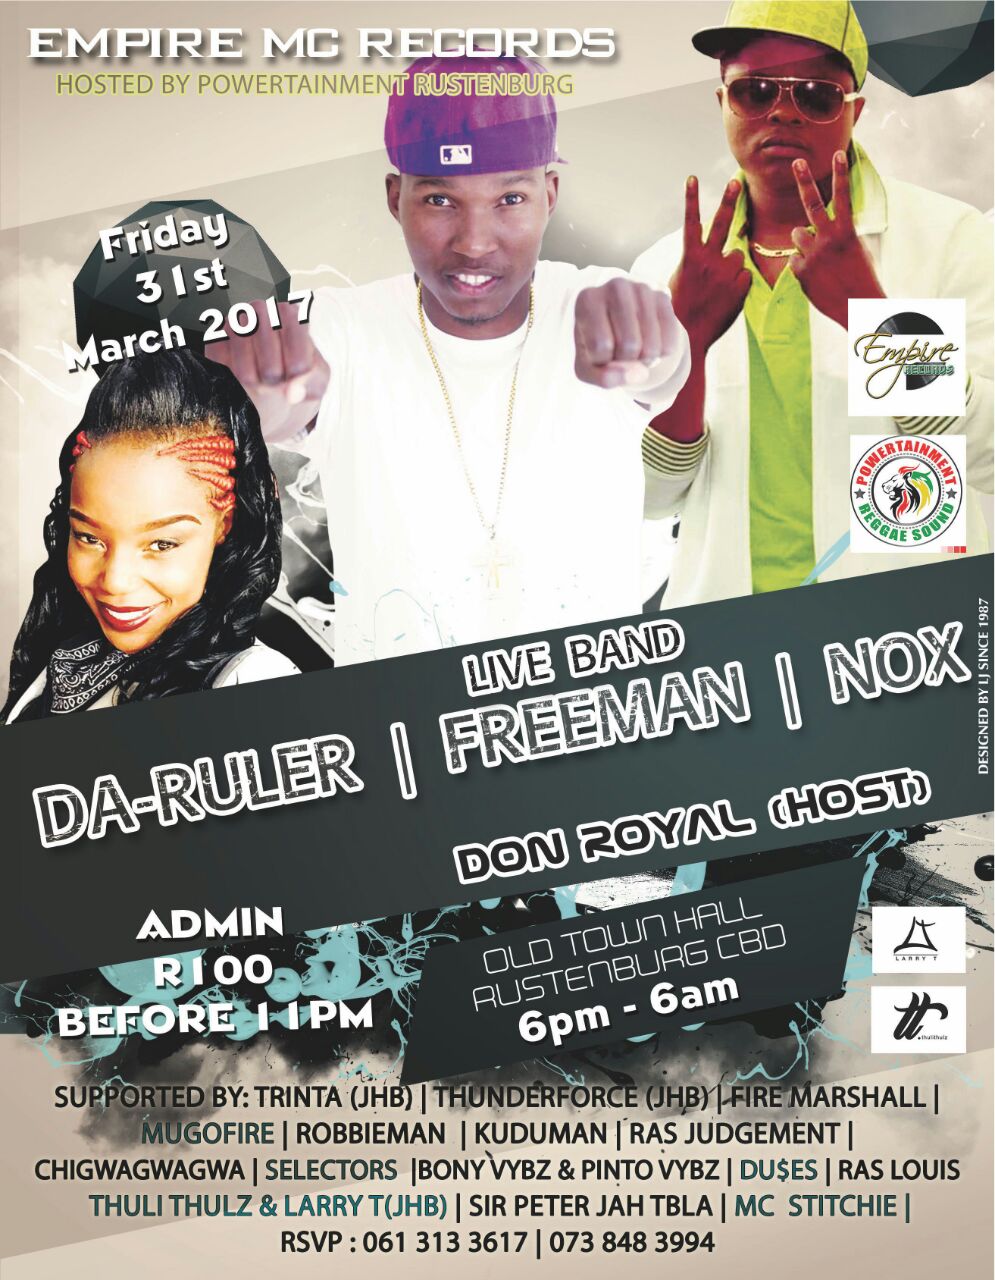 EMPIRE MC RECORDS
HOSTED BY POWERTAINMENT RUSTENBURG
Friday
31st
March 2017
Empire
RECORDS
POWERTAINMENT
REGGAE SOUND
DESIGNED BY LJ SINCE 1987
LIVE BAND
DA-RULER | FREEMAN | NOX
DON ROYAL (HOST)
ADMIN
R100
BEFORE 11PM
OLD TOWN HALL
RUSTENBURG CBD
6pm - 6am
LARRY T
tt.thulithulz
SUPPORTED BY: TRINTA (JHB) | THUNDERFORCE (JHB) | FIRE MARSHALL |
MUGOFIRE | ROBBIEMAN | KUDUMAN | RAS JUDGEMENT |
CHIGWAGWAGWA | SELECTORS |BONY VYBZ & PINTO VYBZ | DU$ES | RAS LOUIS
THULI THULZ & LARRY T(JHB) | SIR PETER JAH TBLA | MC STITCHIE |
RSVP : 061 313 3617 | 073 848 3994